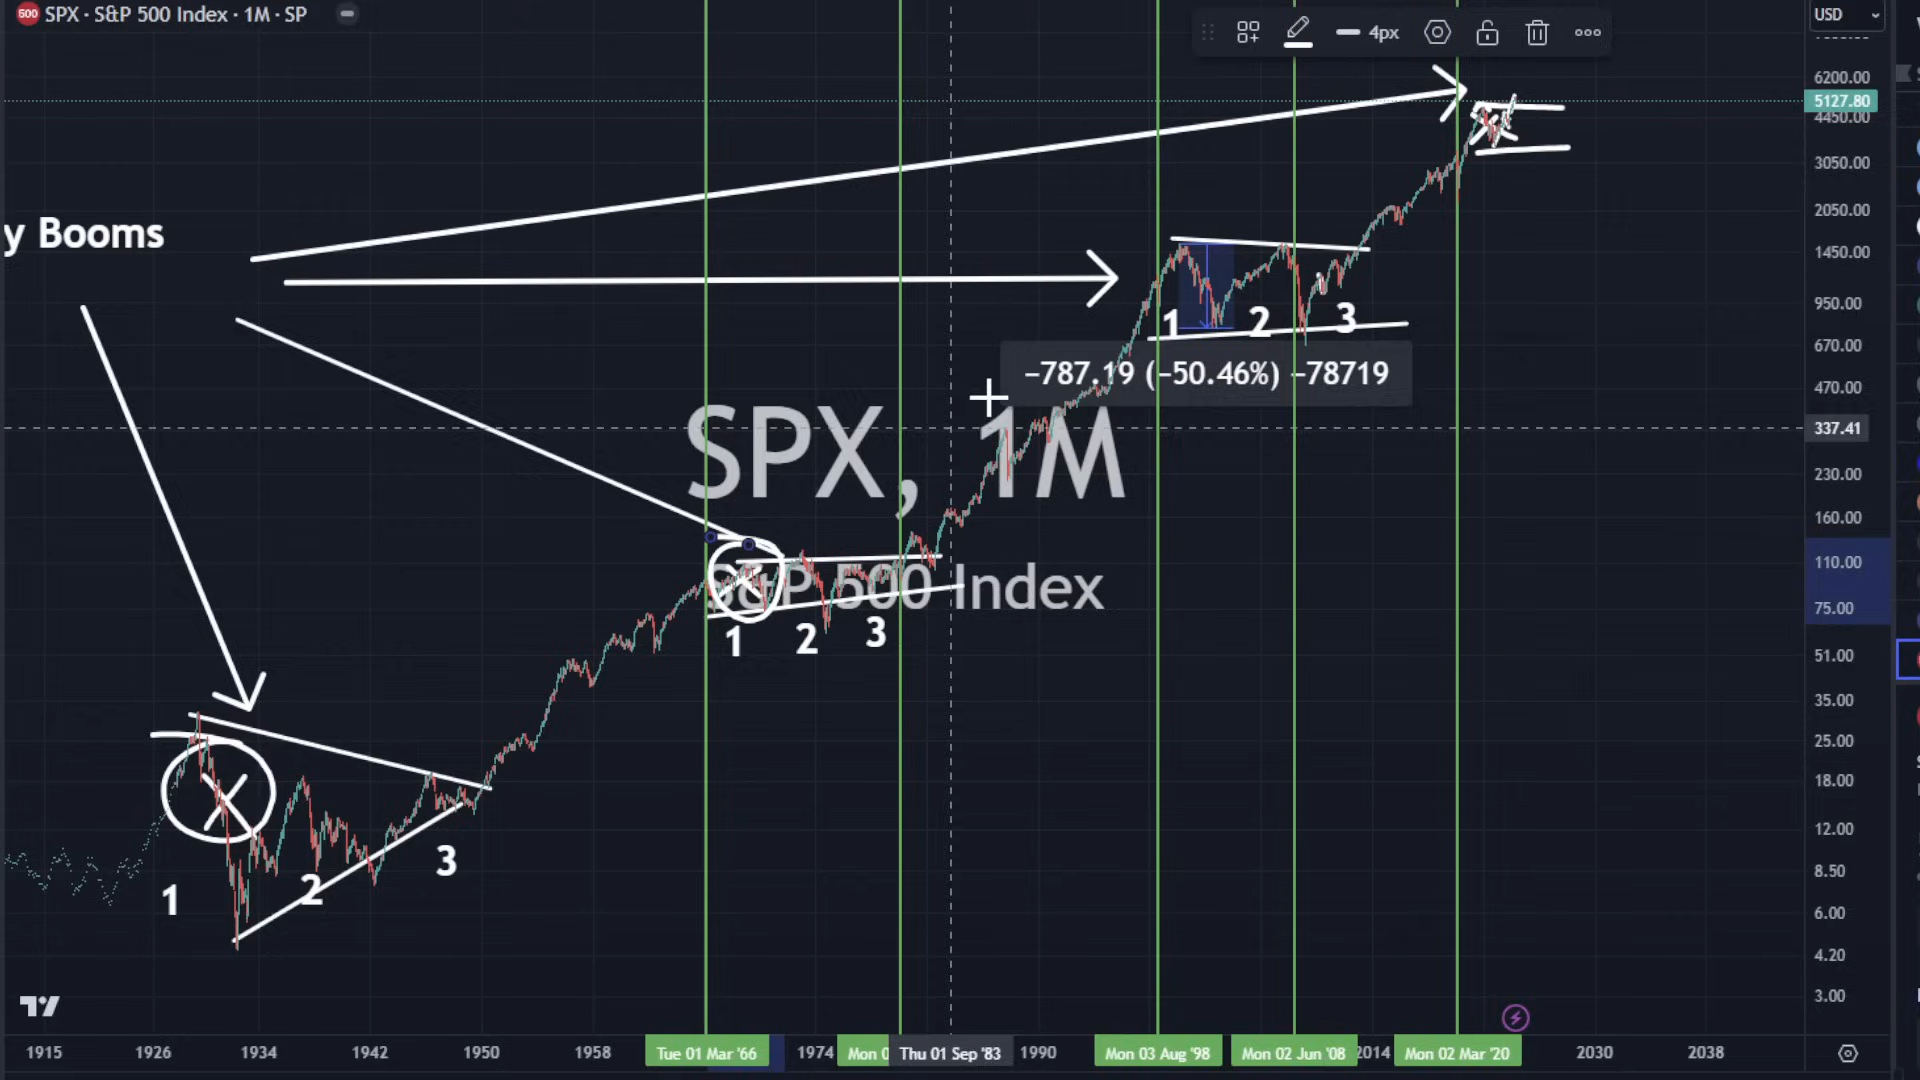 500 SPX · S&P 500 Index · 1M · SP
4px
USD
6200.00
5127.80
4450.00
y Booms
3050.00
2050.00
1450.00
950.00
1 2 3
670.00
−787.19 (−50.46%) −78719
470.00
SPX, 1M
337.41
230.00
160.00
110.00
S&P 500 Index
75.00
1 2 3
51.00
35.00
25.00
18.00
12.00
3
8.50
1 2
6.00
4.20
3.00
1915 1926 1934 1942 1950 1958 Tue 01 Mar '66 1974 Mon 0 Thu 01 Sep '83 1990 Mon 03 Aug '98 Mon 02 Jun '08 2014 Mon 02 Mar '20 2030 2038